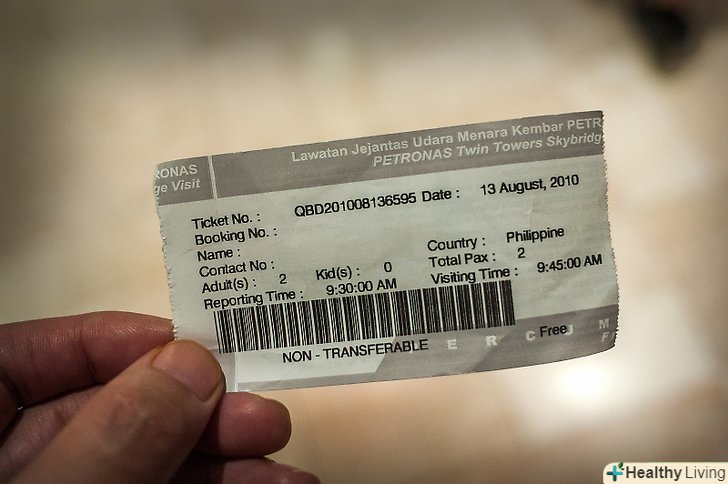 Lawatan Jejantas Udara Menara Kembar PETR
PETRONAS Twin Towers Skybridg
RONAS
ge Visit
Ticket No. : QBD201008136595 Date : 13 August, 2010
Booking No. :
Name : Country : Philippine
Contact No : Total Pax : 2
Adult(s) : 2 Kid(s) : 0 Visiting Time : 9:45:00 AM
Reporting Time : 9:30:00 AM
NON - TRANSFERABLE
E R C J M
Free
F
Healthy Living